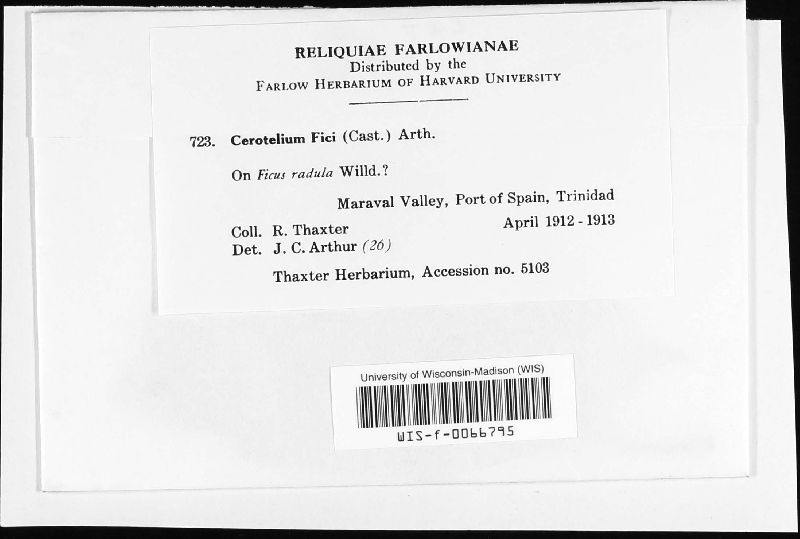 RELIQUIAE FARLOWIANAE
Distributed by the
FARLOW HERBARIUM OF HARVARD UNIVERSITY
723. Cerotelium Fici (Cast.) Arth.
On Ficus radula Willd.?
Maraval Valley, Port of Spain, Trinidad
Coll. R. Thaxter April 1912-1913
Det. J. C. Arthur (26)
Thaxter Herbarium, Accession no. 5103
University of Wisconsin-Madison (WIS)
WIS-f-0066795